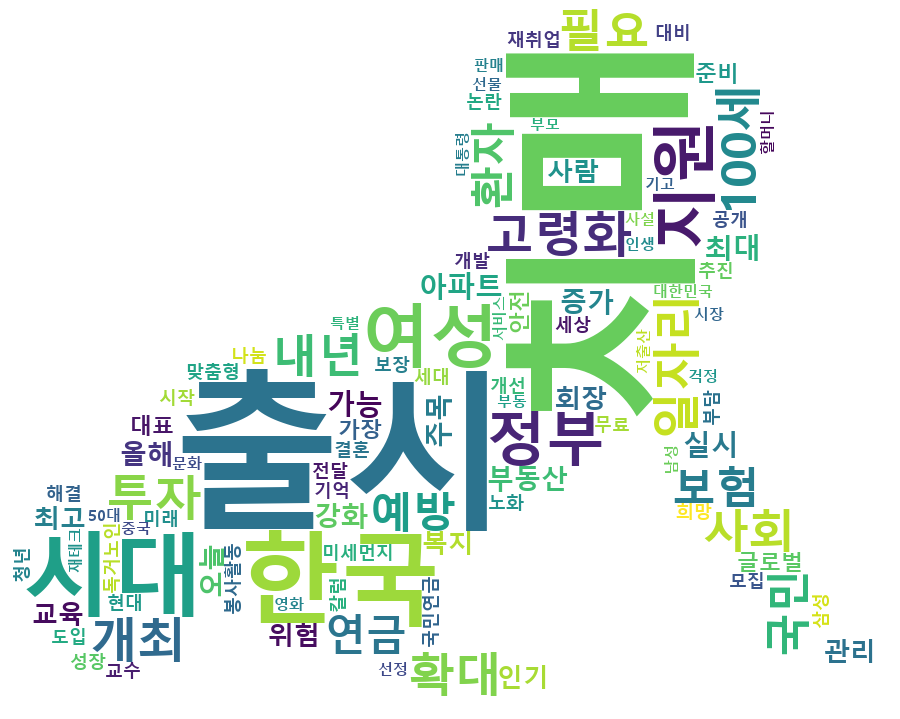 재취업
필요
대비
판매
선물
논란
준비
치매
부모
100세
할머니
대통령
환자
사람
지원
기고
고령화
사설
공개
인생
최대
개발
추진
아파트
대한민국
증가
서비스
안전
시장
특별
세상
여성
내년
나눔
보장
맞춤형
세대
개선
저출산
걱정
일자리
시작
출시
가능
주목
부동
회장
부담
대표
가장
정부
무료
올해
결혼
실시
문화
전달
부동산
남성
보험
해결
투자
기억
노화
50대
최고
미래
강화
예방
희망
중국
사회
시대
한국
재테크
독거노인
오늘
미세먼지
복지
글로벌
청년
봉사활동
모집
현대
영화
칼럼
국민연금
국민
삼성
교육
도입
개최
위험
연금
관리
성장
교수
선정
확대
인기